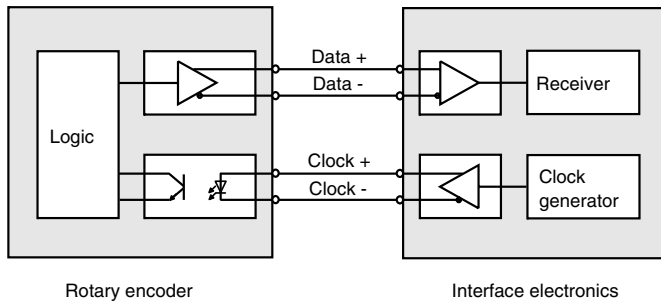 Data +
Data -
Receiver
Logic
Clock +
Clock -
Clock
generator
Rotary encoder
Interface electronics